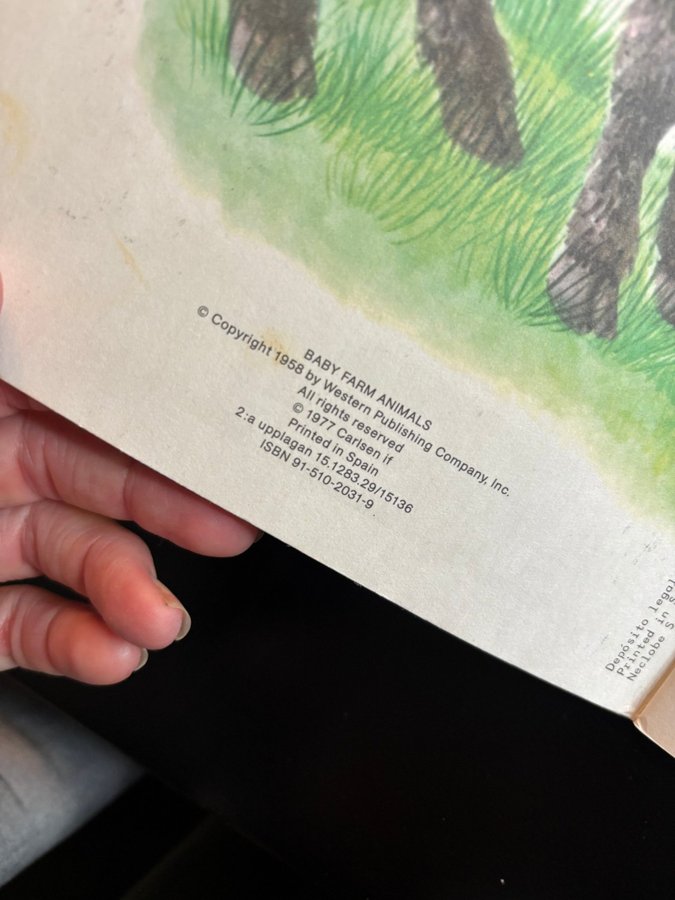 BABY FARM ANIMALS
© Copyright 1958 by Western Publishing Company, Inc.
All rights reserved
© 1977 Carlsen if
Printed in Spain
2:a upplagan 15.1283.29/15136
ISBN 91-510-2031-9
Depósito legal
Printed in S
Neclobe S